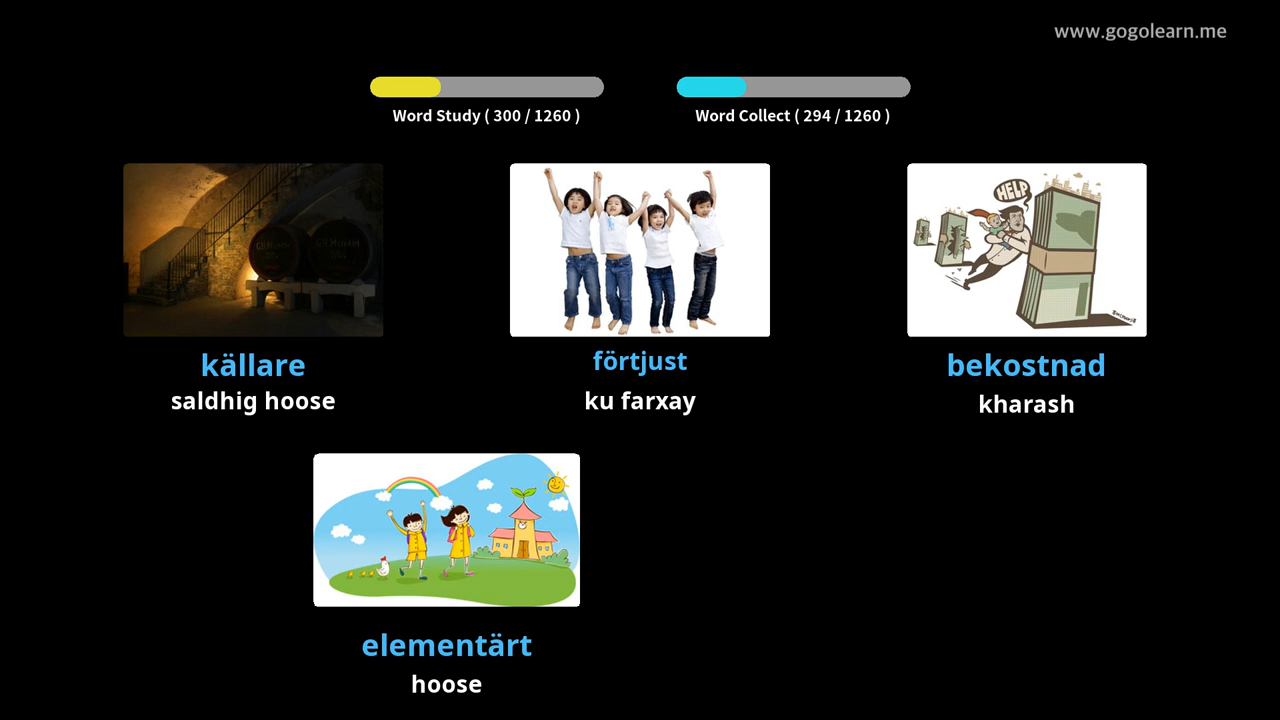 www.gogolearn.me
Word Study ( 300 / 1260 )
Word Collect ( 294 / 1260 )
HELP
källare
förtjust
bekostnad
saldhig hoose
ku farxay
kharash
elementärt
hoose